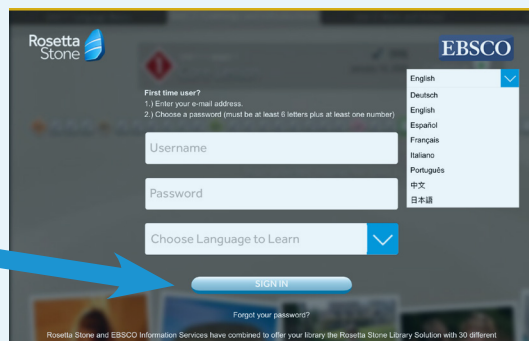 Rosetta
Stone
EBSCO
English
Deutsch
English
Español
Français
Italiano
Português
中文
日本語
First time user?
1.) Enter your e-mail address.
2.) Choose a password (must be at least 6 letters plus at least one number)
Username
Password
Choose Language to Learn
SIGN IN
Forgot your password?
Rosetta Stone and EBSCO Information Services have combined to offer your library the Rosetta Stone Library Solution with 30 different